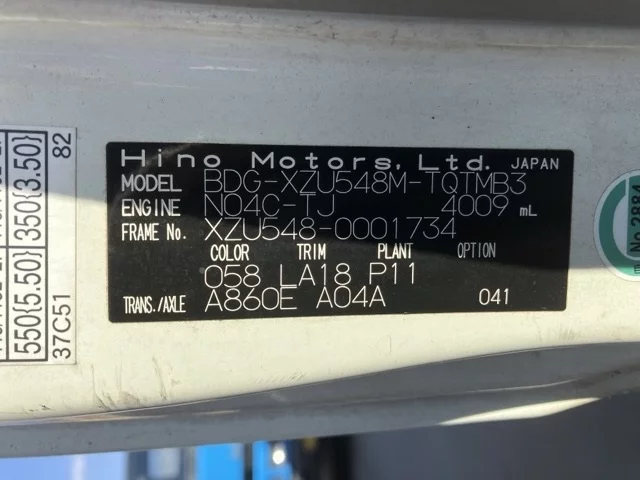 Hino Motors, Ltd. JAPAN
MODEL BDG-XZU548M-TQTMB3
ENGINE N04C-TJ 4009 mL
FRAME No. XZU548-0001734
COLOR TRIM PLANT OPTION
058 LA18 P11
TRANS./AXLE A860E A04A 041
550{5.50} 350{3.50}
37C51 82